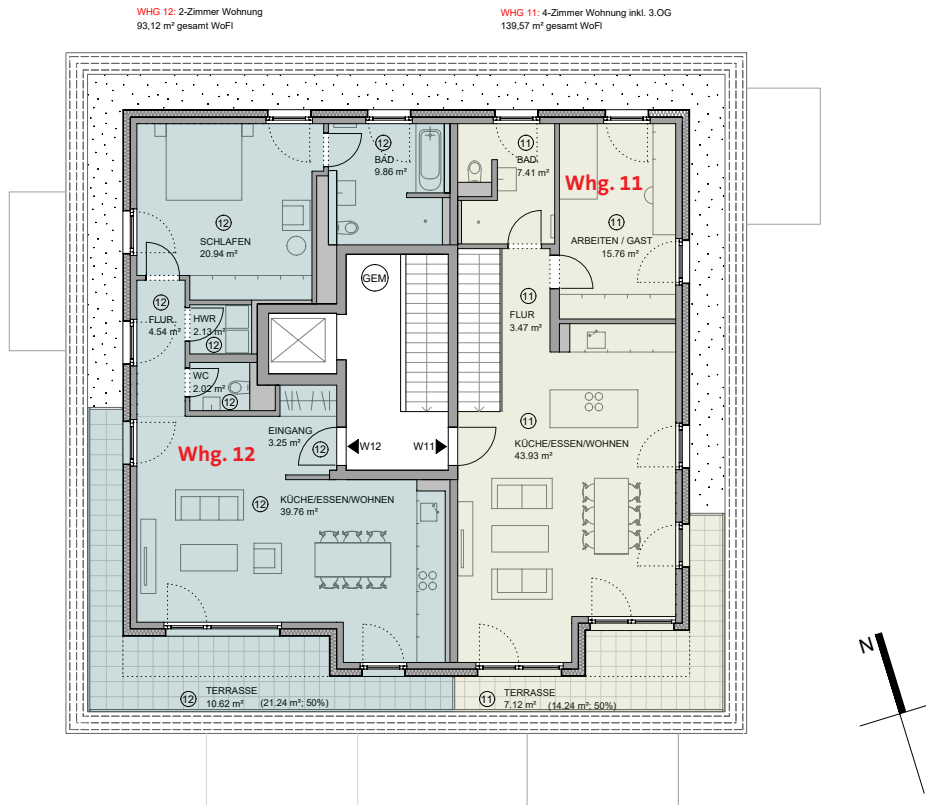 WHG 12: 2-Zimmer Wohnung
93,12 m² gesamt WoFl
WHG 11: 4-Zimmer Wohnung inkl. 3.OG
139,57 m² gesamt WoFl
12
BAD
9.86 m²
11
BAD
7.41 m²
Whg. 11
12
SCHLAFEN
20.94 m²
11
ARBEITEN / GAST
15.76 m²
GEM
12
FLUR
4.54 m²
HWR
2.13 m²
12
11
FLUR
3.47 m²
WC
2.02 m²
12
EINGANG
3.25 m²
12
W12
W11
11
KÜCHE/ESSEN/WOHNEN
43.93 m²
Whg. 12
12
KÜCHE/ESSEN/WOHNEN
39.76 m²
N
12
TERRASSE
10.62 m² (21.24 m²; 50%)
11
TERRASSE
7.12 m² (14.24 m²; 50%)